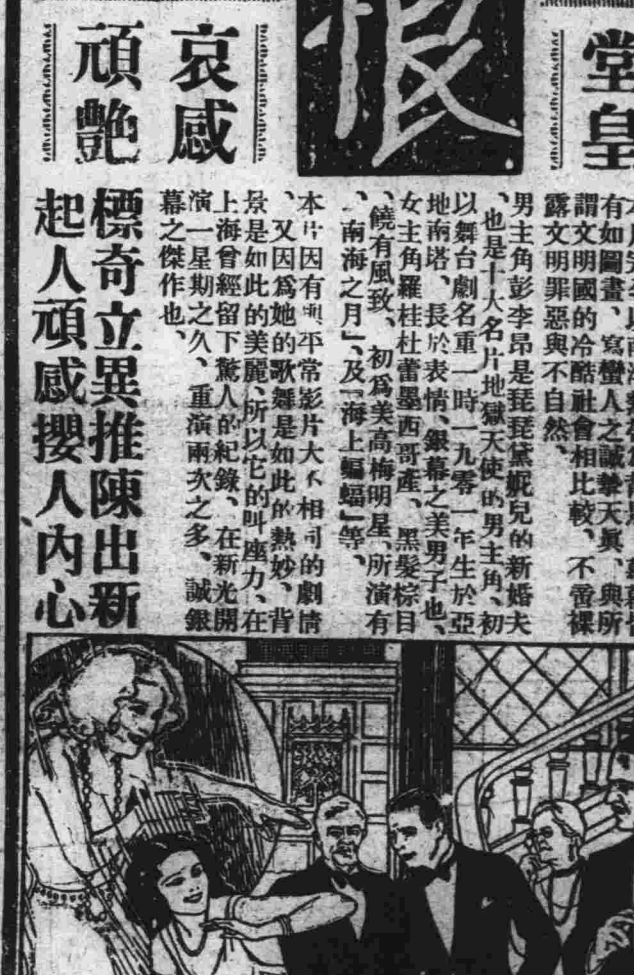 恨
堂皇
哀感
頑艷
有如圖畫、寫蠻人之誠摯天眞、與所
謂文明國的冷酷社會相比較、不啻裸
露文明罪惡與不自然、
男主角彭李昂是琵琵黛妮兒的新婚夫
、也是十大名片地獄天使的男主角、初
以舞台劇名重一時一九零一年生於亞
地南塔、長於表情、銀幕之美男子也、
女主角羅桂杜蕾墨西哥產、黑髮棕目
、饒有風致、初爲美高梅明星、所演有
、「南海之月」、及「海上蝙蝠」等、
本片因有與平常影片大不相同的劇情
、又因爲她的歌舞是如此的熱妙、背
景是如此的美麗、所以它的叫座力、在
上海曾經留下驚人的紀錄、在新光開
演一星期之久、重演兩次之多、誠銀
幕之傑作也、
標奇立異推陳出新
起人頑感攖人內心